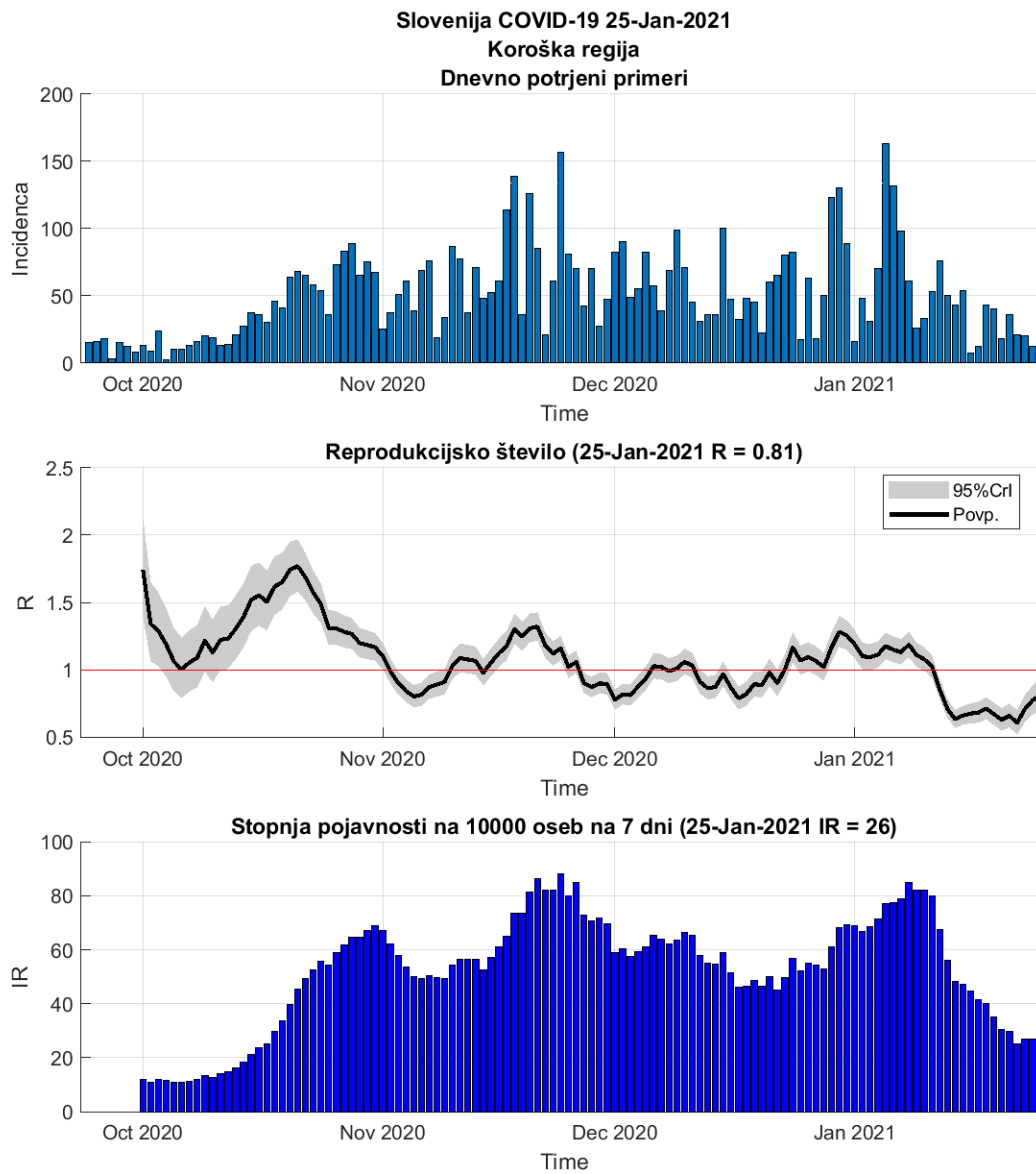 Slovenija COVID-19 25-Jan-2021
Koroška regija
Dnevno potrjeni primeri
200
150
100
50
0
Incidenca
Oct 2020
Nov 2020
Dec 2020
Jan 2021
Time
Reprodukcijsko število (25-Jan-2021 R = 0.81)
2.5
2
1.5
1
0.5
R
95%CrI
Povp.
Oct 2020
Nov 2020
Dec 2020
Jan 2021
Time
Stopnja pojavnosti na 10000 oseb na 7 dni (25-Jan-2021 IR = 26)
100
80
60
40
20
0
IR
Oct 2020
Nov 2020
Dec 2020
Jan 2021
Time